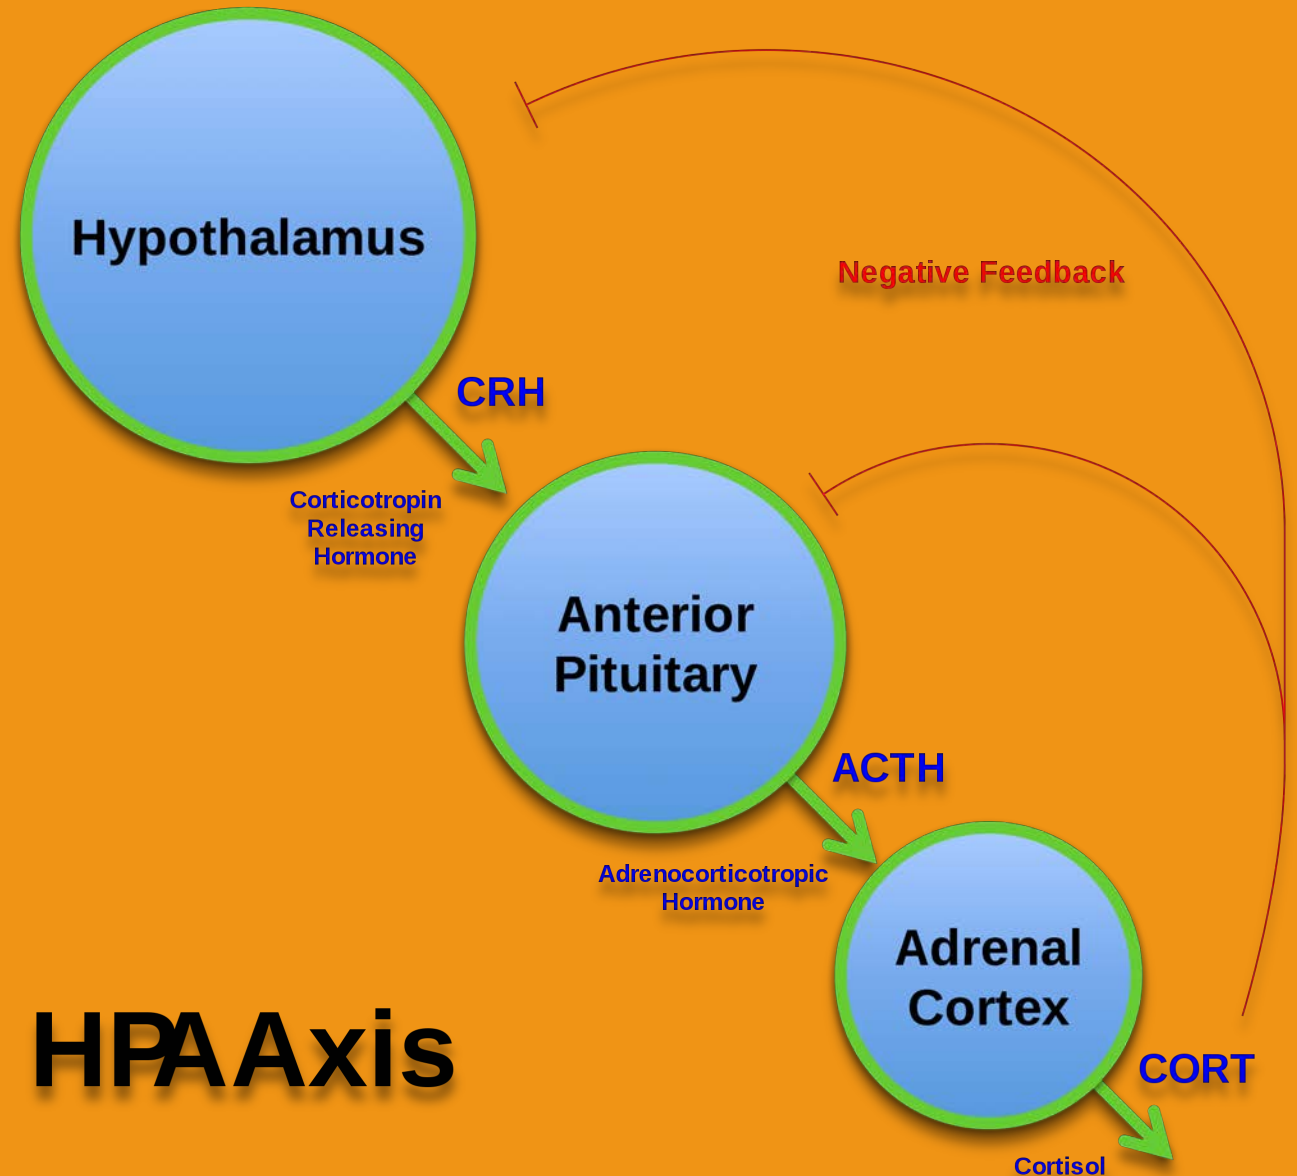 Hypothalamus
Negative Feedback
CRH
Corticotropin
Releasing
Hormone
Anterior
Pituitary
ACTH
Adrenocorticotropic
Hormone
Adrenal
Cortex
HPA Axis
CORT
Cortisol